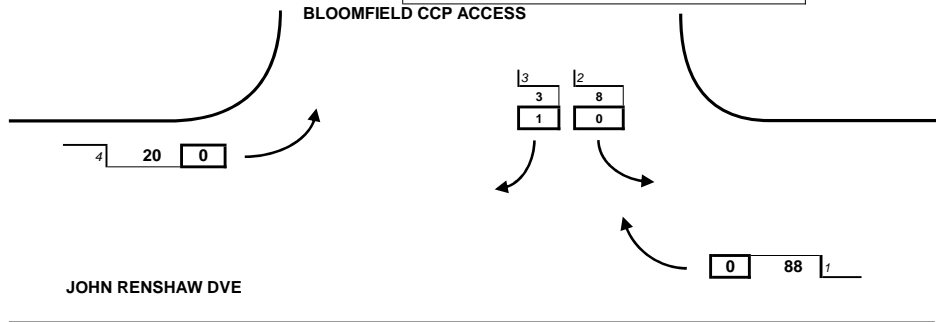 BLOOMFIELD CCP ACCESS
3 2
3 8
1 0
4 20 0
0 88 1
JOHN RENSHAW DVE